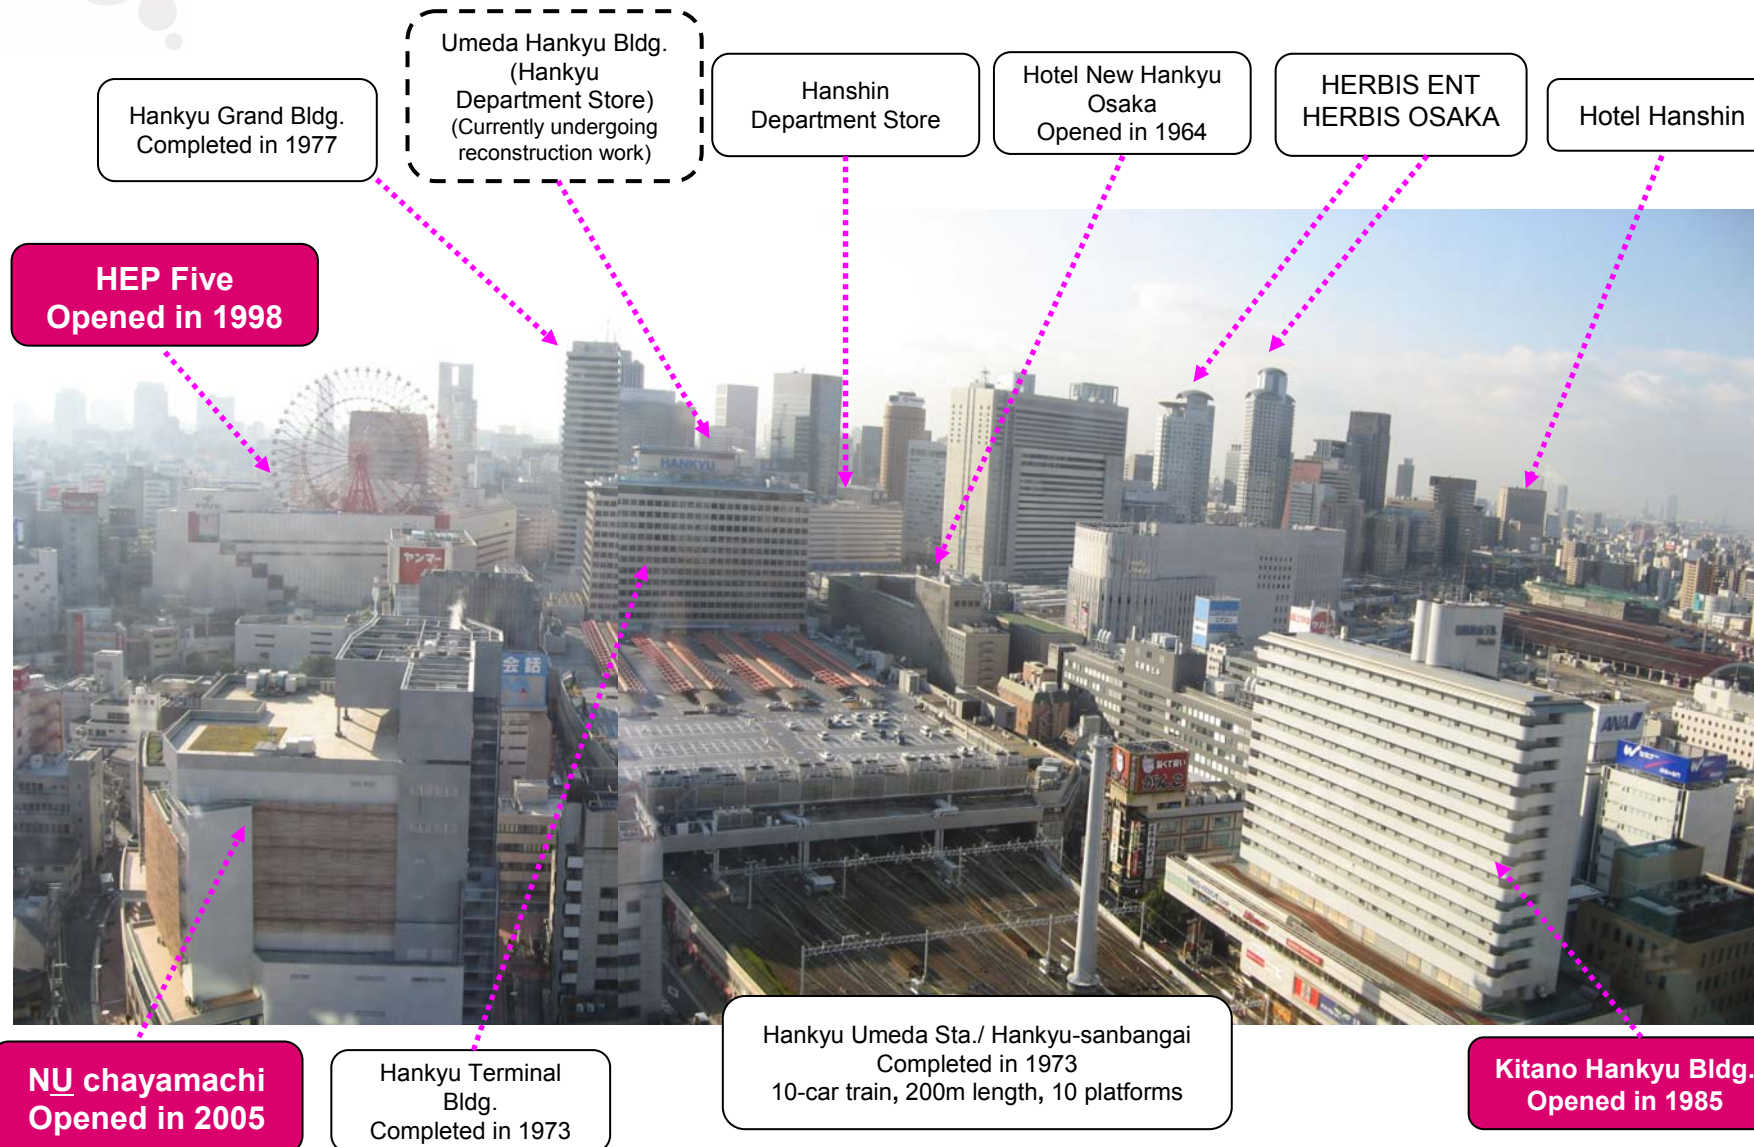 Umeda Hankyu Bldg.
(Hankyu
Department Store)
(Currently undergoing
reconstruction work)
Hankyu Grand Bldg.
Completed in 1977
Hanshin
Department Store
Hotel New Hankyu
Osaka
Opened in 1964
HERBIS ENT
HERBIS OSAKA
Hotel Hanshin
HEP Five
Opened in 1998
HANKYU
ヤンマー
会話
ANA
NU chayamachi
Opened in 2005
Hankyu Terminal
Bldg.
Completed in 1973
Hankyu Umeda Sta./ Hankyu-sanbangai
Completed in 1973
10-car train, 200m length, 10 platforms
Kitano Hankyu Bldg.
Opened in 1985